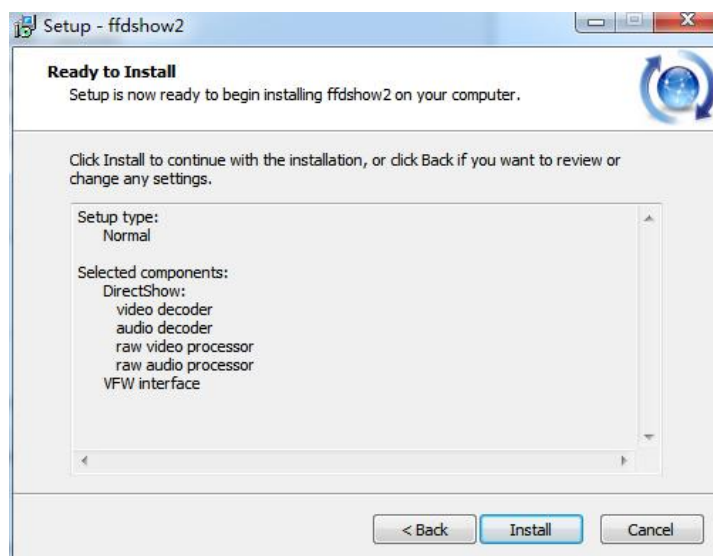 Setup - ffdshow2
Ready to Install
Setup is now ready to begin installing ffdshow2 on your computer.
Click Install to continue with the installation, or click Back if you want to review or
change any settings.
Setup type:
Normal
Selected components:
DirectShow:
video decoder
audio decoder
raw video processor
raw audio processor
VFW interface
< Back
Install
Cancel